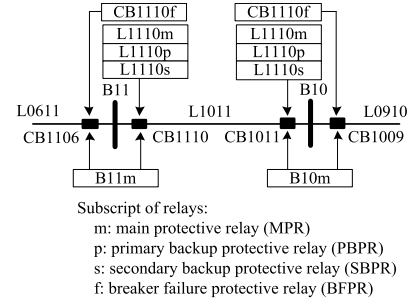 CB1110f
CB1110f
L1110m
L1110p
L1110s
L1110m
L1110p
L1110s
B11
B10
L0611
L1011
L0910
CB1106
CB1110
CB1011
CB1009
B11m
B10m
Subscript of relays:
m: main protective relay (MPR)
p: primary backup protective relay (PBPR)
s: secondary backup protective relay (SBPR)
f: breaker failure protective relay (BFPR)